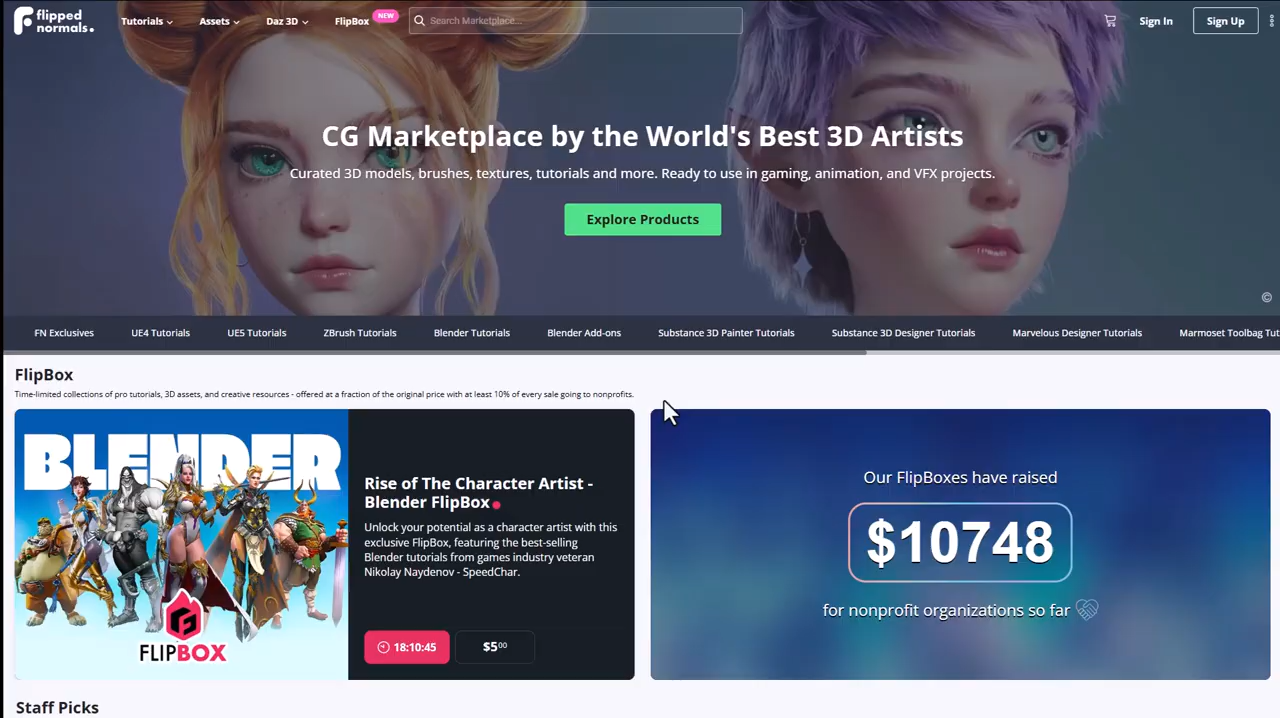 flipped
normals.
Tutorials
Assets
Daz 3D
FlipBox
NEW
Search Marketplace...
Sign In
Sign Up
CG Marketplace by the World's Best 3D Artists
Curated 3D models, brushes, textures, tutorials and more. Ready to use in gaming, animation, and VFX projects.
Explore Products
©
FN Exclusives
UE4 Tutorials
UE5 Tutorials
ZBrush Tutorials
Blender Tutorials
Blender Add-ons
Substance 3D Painter Tutorials
Substance 3D Designer Tutorials
Marvelous Designer Tutorials
Marmoset Toolbag Tut
FlipBox
Time-limited collections of pro tutorials, 3D assets, and creative resources - offered at a fraction of the original price with at least 10% of every sale going to nonprofits.
BLENDER
FLIPBOX
Rise of The Character Artist -
Blender FlipBox
Unlock your potential as a character artist with this
exclusive FlipBox, featuring the best-selling
Blender tutorials from games industry veteran
Nikolay Naydenov - SpeedChar.
18:10:45
$5⁰⁰
Our FlipBoxes have raised
$10748
for nonprofit organizations so far
Staff Picks